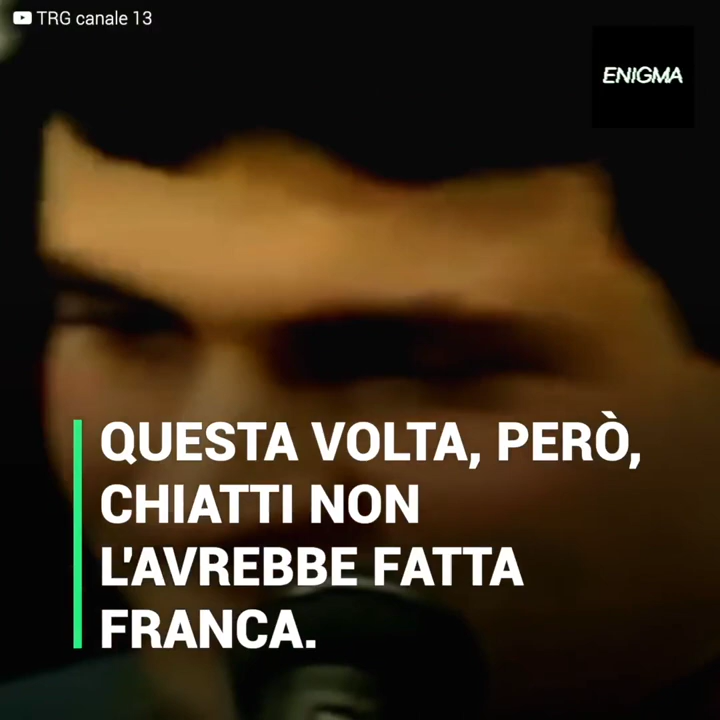 TRG canale 13
ENIGMA
QUESTA VOLTA, PERÒ,
CHIATTI NON
L'AVREBBE FATTA
FRANCA.